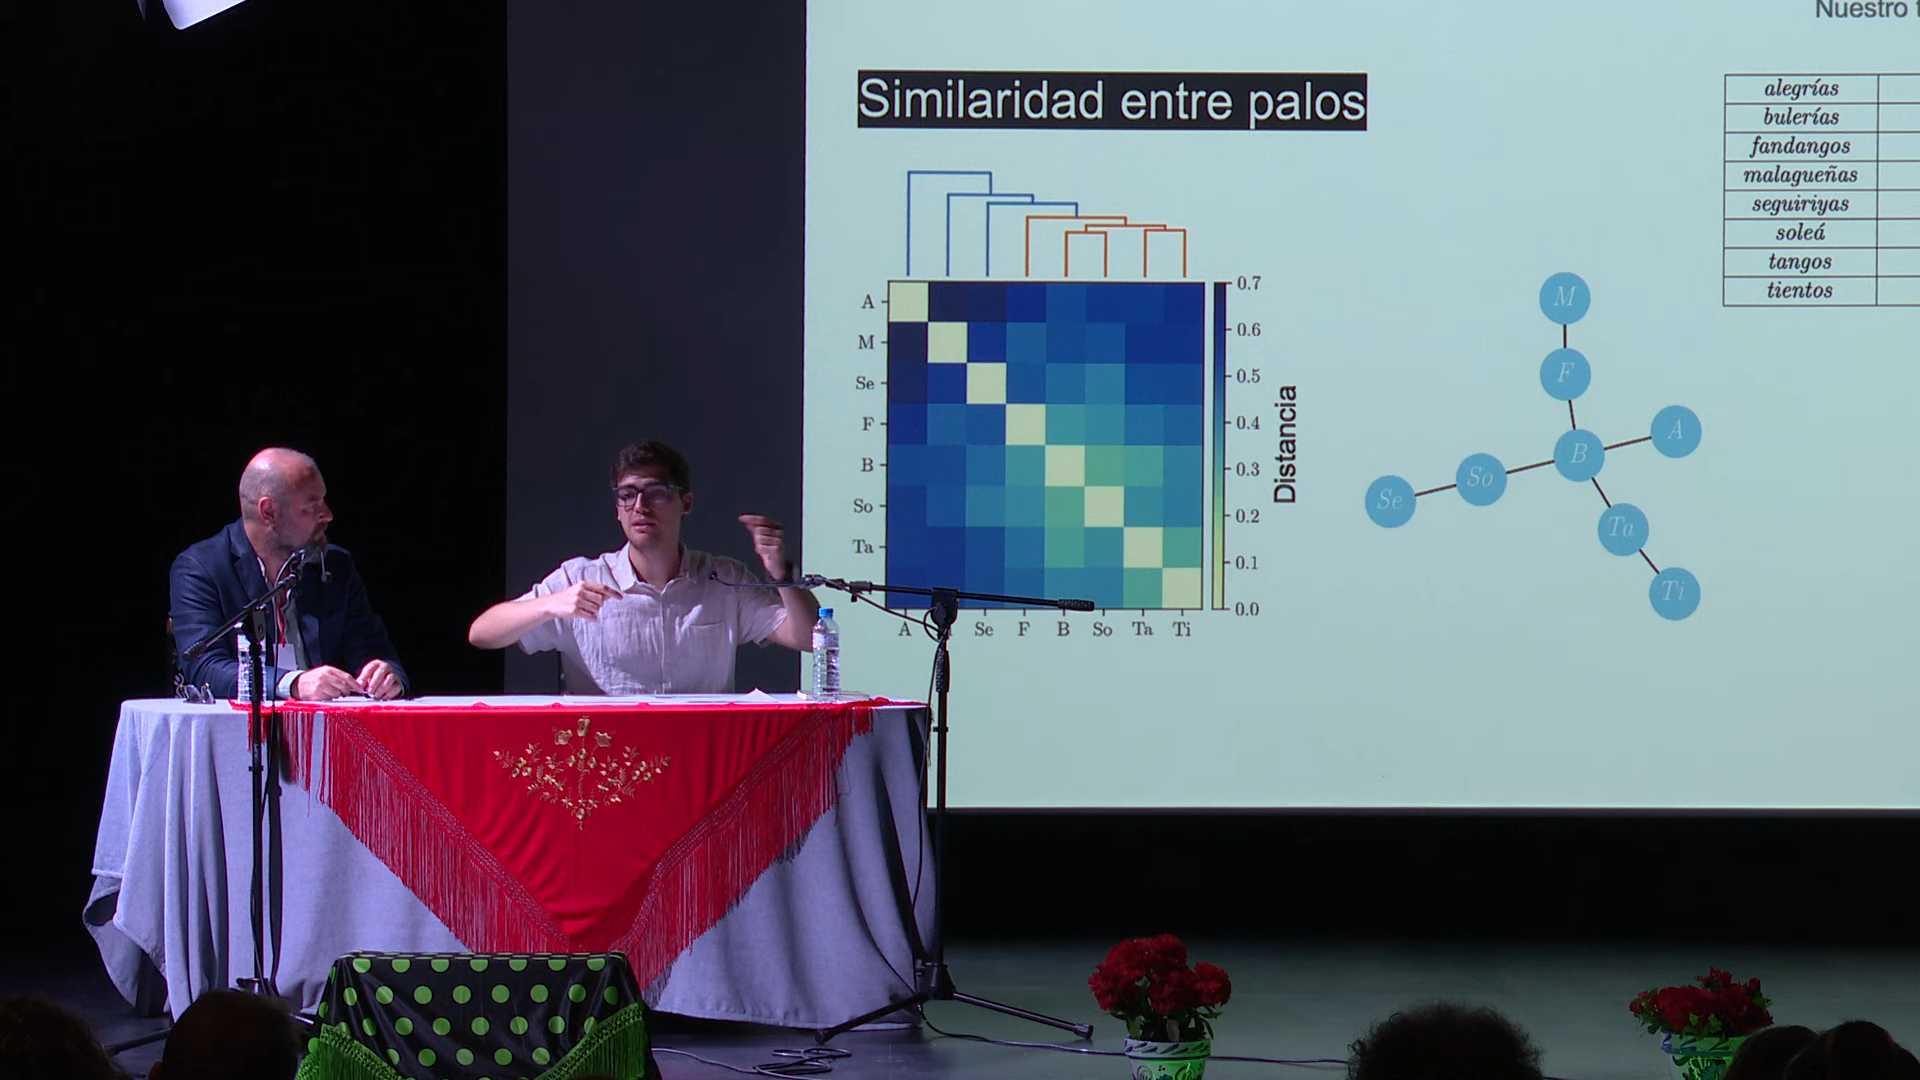 Nuestro
Similaridad entre palos
alegrías
bulerías
fandangos
malagueñas
seguiriyas
soleá
tangos
tientos
A
M
Se
F
B
So
Ta
A
Se
F
B
So
Ta
Ti
0.7
0.6
0.5
0.4
0.3
0.2
0.1
0.0
Distancia
M
F
A
B
So
Se
Ta
Ti